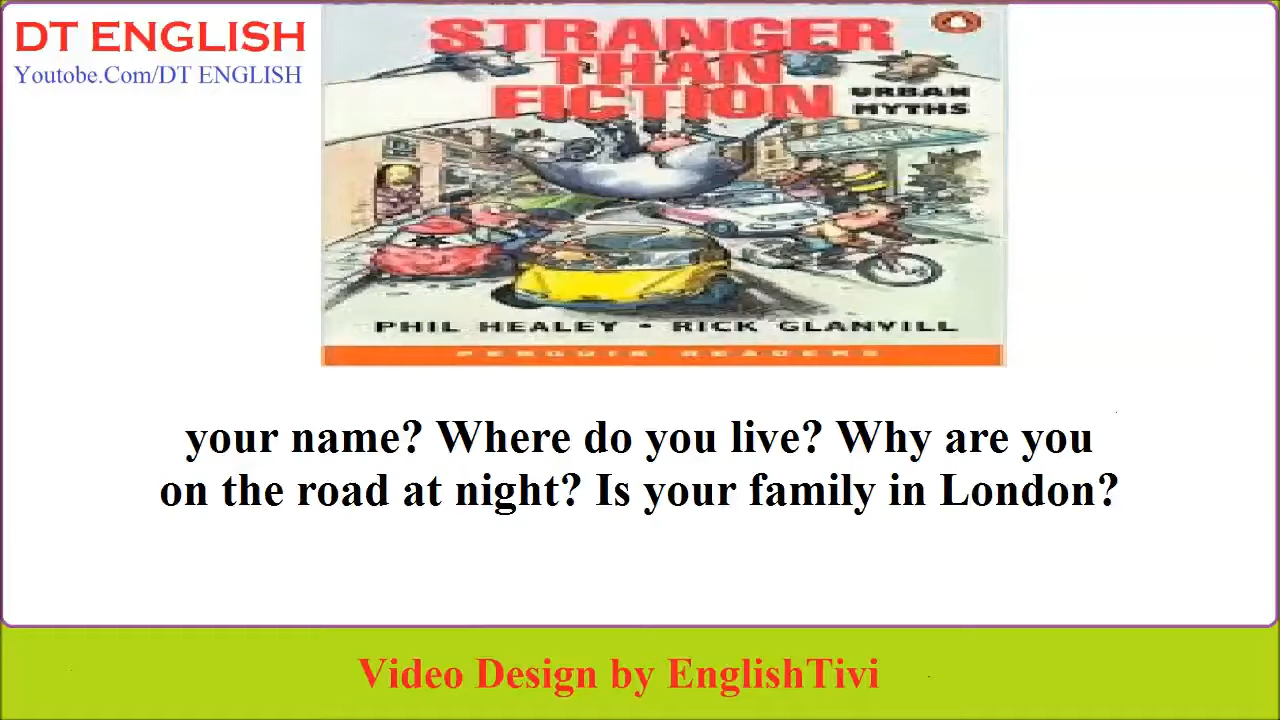 DT ENGLISH
Youtobe.Com/DT ENGLISH
STRANGER
THAN
FICTION
URBAN
MYTHS
PHIL HEALEY • RICK GLANVILL
PENGUIN READERS
your name? Where do you live? Why are you
on the road at night? Is your family in London?
Video Design by EnglishTivi